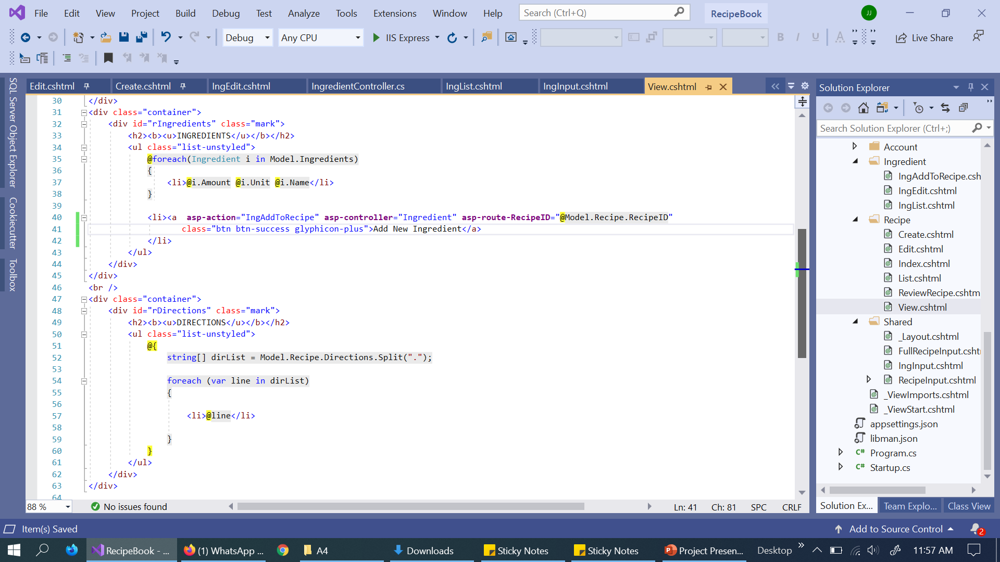 File Edit View Project Build Debug Test Analyze Tools Extensions Window Help Search (Ctrl+Q) RecipeBook JJ
Debug Any CPU IIS Express B I U A Live Share
Edit.cshtml Create.cshtml IngEdit.cshtml IngredientController.cs IngList.cshtml IngInput.cshtml View.cshtml
SQL Server Object Explorer
Cookiecutter
Toolbox
30 </div>
31 <div class="container">
32 <div id="rIngredients" class="mark">
33 <h2><b><u>INGREDIENTS</u></b></h2>
34 <ul class="list-unstyled">
35 @foreach(Ingredient i in Model.Ingredients)
36 {
37 <li>@i.Amount @i.Unit @i.Name</li>
38 }
39
40 <li><a  asp-action="IngAddToRecipe" asp-controller="Ingredient" asp-route-RecipeID="@Model.Recipe.RecipeID"
41 class="btn btn-success glyphicon-plus">Add New Ingredient</a>
42 </li>
43 </ul>
44 </div>
45 </div>
46 <br />
47 <div class="container">
48 <div id="rDirections" class="mark">
49 <h2><b><u>DIRECTIONS</u></b></h2>
50 <ul class="list-unstyled">
51 @{
52 string[] dirList = Model.Recipe.Directions.Split(".");
53
54 foreach (var line in dirList)
55 {
56
57 <li>@line</li>
58
59 }
60 }
61 </ul>
62 </div>
63 </div>
64
88 % No issues found Ln: 41 Ch: 81 SPC CRLF
Solution Explorer
Search Solution Explorer (Ctrl+;)
Account
Ingredient
IngAddToRecipe.csh
IngEdit.cshtml
IngList.cshtml
Recipe
Create.cshtml
Edit.cshtml
Index.cshtml
List.cshtml
ReviewRecipe.cshtm
View.cshtml
Shared
_Layout.cshtml
FullRecipeInput.csht
IngInput.cshtml
RecipeInput.cshtml
_ViewImports.cshtml
_ViewStart.cshtml
appsettings.json
libman.json
C# Program.cs
C# Startup.cs
Solution Ex... Team Explo... Class View
Item(s) Saved Add to Source Control 2
RecipeBook - ... (1) WhatsApp ... A4 Downloads Sticky Notes Sticky Notes Project Presen... Desktop 11:57 AM